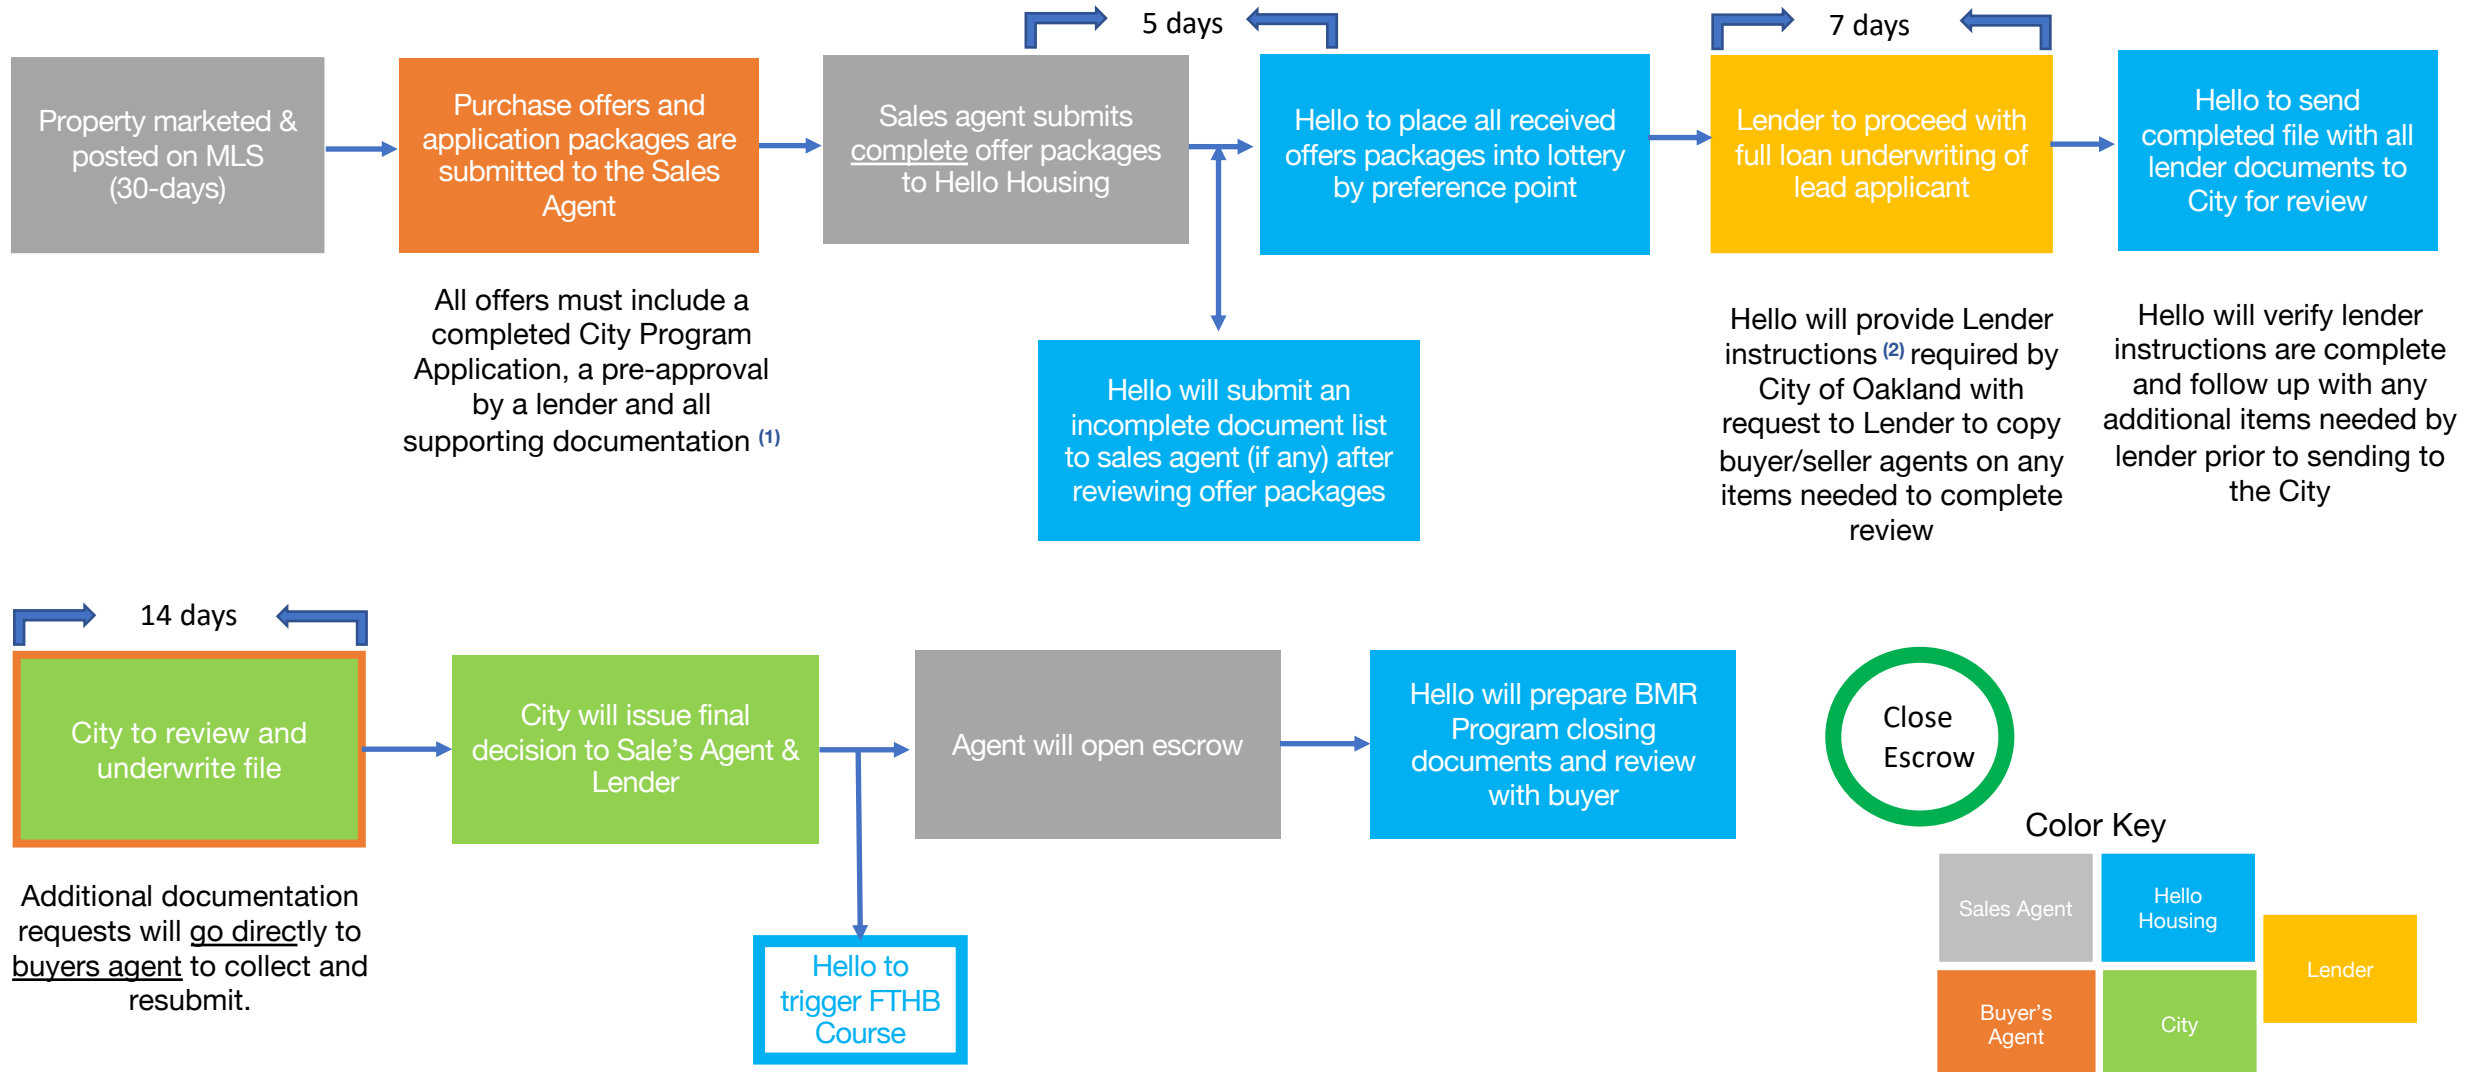 5 days
7 days
Property marketed &
posted on MLS
(30-days)
Purchase offers and
application packages are
submitted to the Sales
Agent
Sales agent submits
complete offer packages
to Hello Housing
Hello to place all received
offers packages into lottery
by preference point
Lender to proceed with
full loan underwriting of
lead applicant
Hello to send
completed file with all
lender documents to
City for review
All offers must include a
completed City Program
Application, a pre-approval
by a lender and all
supporting documentation (1)
Hello will submit an
incomplete document list
to sales agent (if any) after
reviewing offer packages
Hello will provide Lender
instructions (2) required by
City of Oakland with
request to Lender to copy
buyer/seller agents on any
items needed to complete
review
Hello will verify lender
instructions are complete
and follow up with any
additional items needed by
lender prior to sending to
the City
14 days
City to review and
underwrite file
City will issue final
decision to Sale's Agent &
Lender
Agent will open escrow
Hello will prepare BMR
Program closing
documents and review
with buyer
Close
Escrow
Additional documentation
requests will go directly to
buyers agent to collect and
resubmit.
Hello to
trigger FTHB
Course
Color Key
Sales Agent
Hello
Housing
Lender
Buyer's
Agent
City